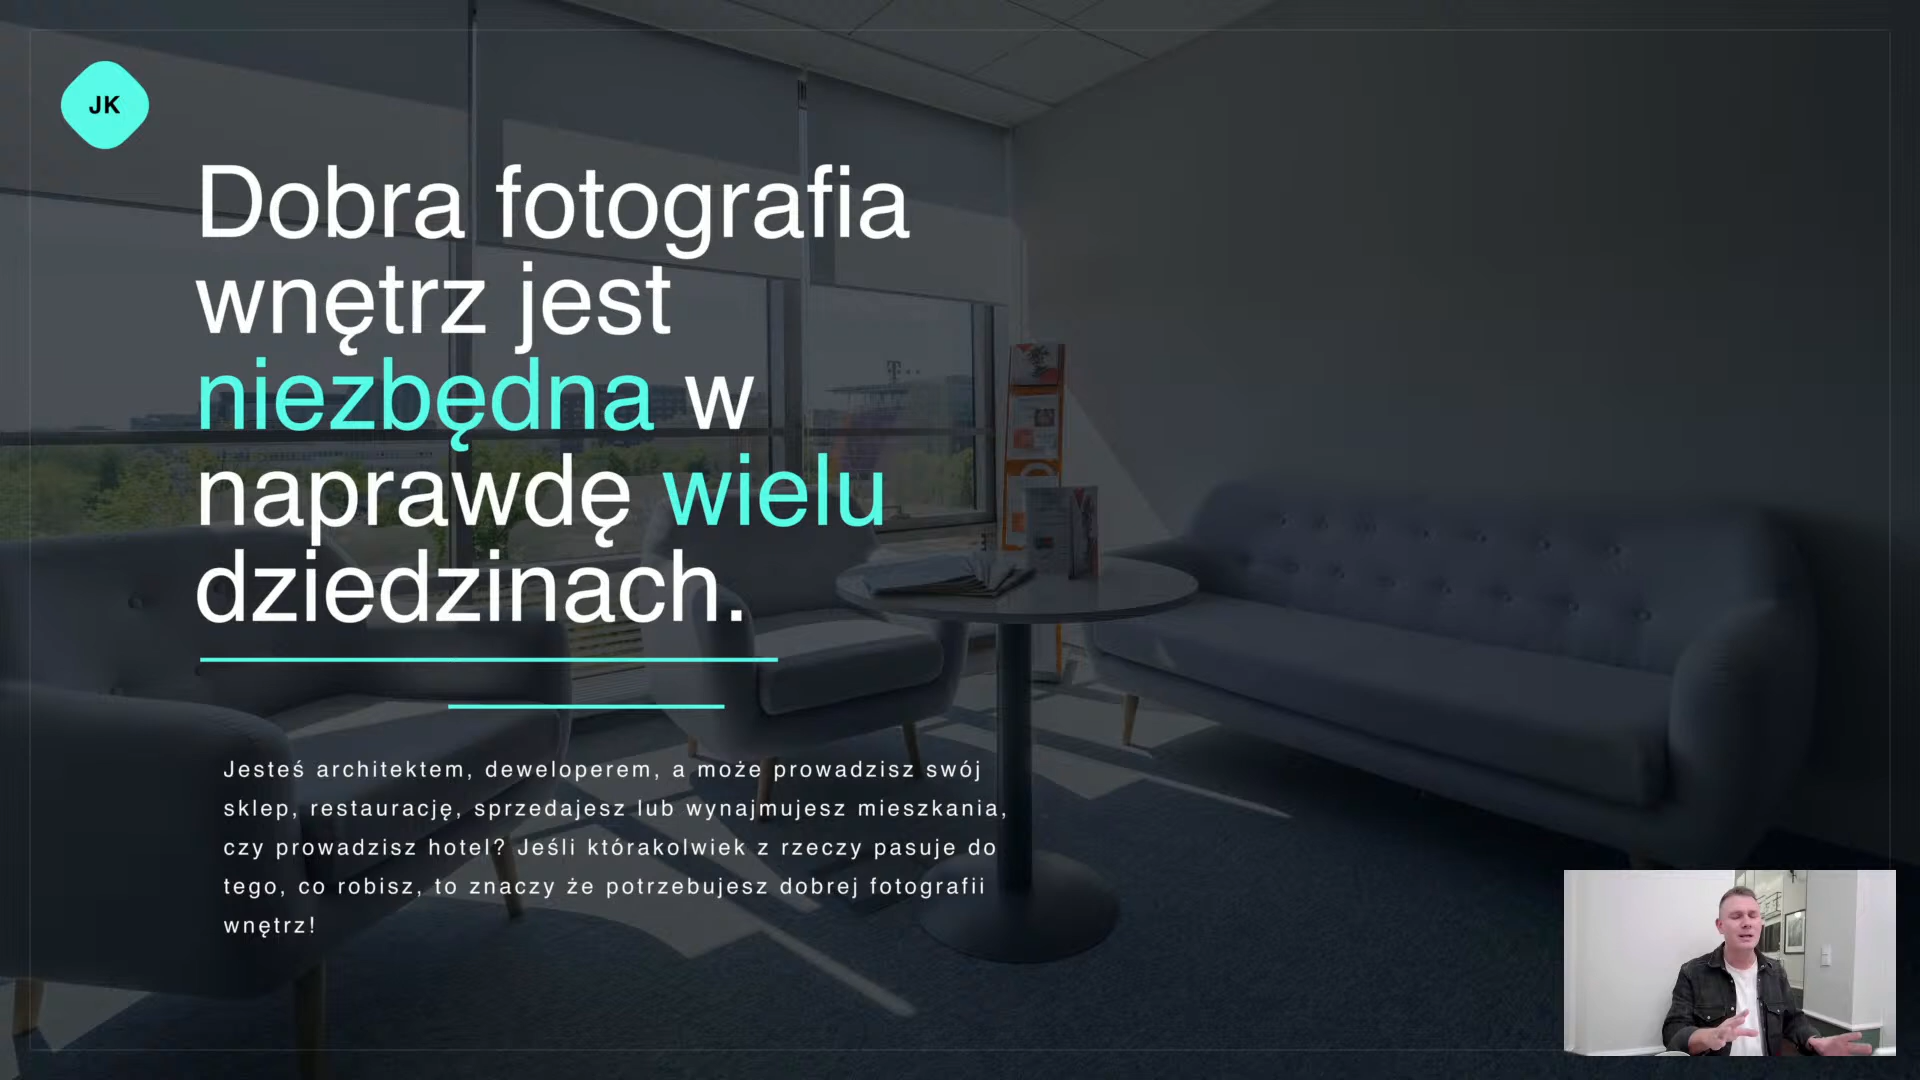 JK
Dobra fotografia
wnętrz jest
niezbędna w
naprawdę wielu
dziedzinach.
Jesteś architektem, deweloperem, a może prowadzisz swój
sklep, restaurację, sprzedajesz lub wynajmujesz mieszkania,
czy prowadzisz hotel? Jeśli którakolwiek z rzeczy pasuje do
tego, co robisz, to znaczy że potrzebujesz dobrej fotografii
wnętrz!